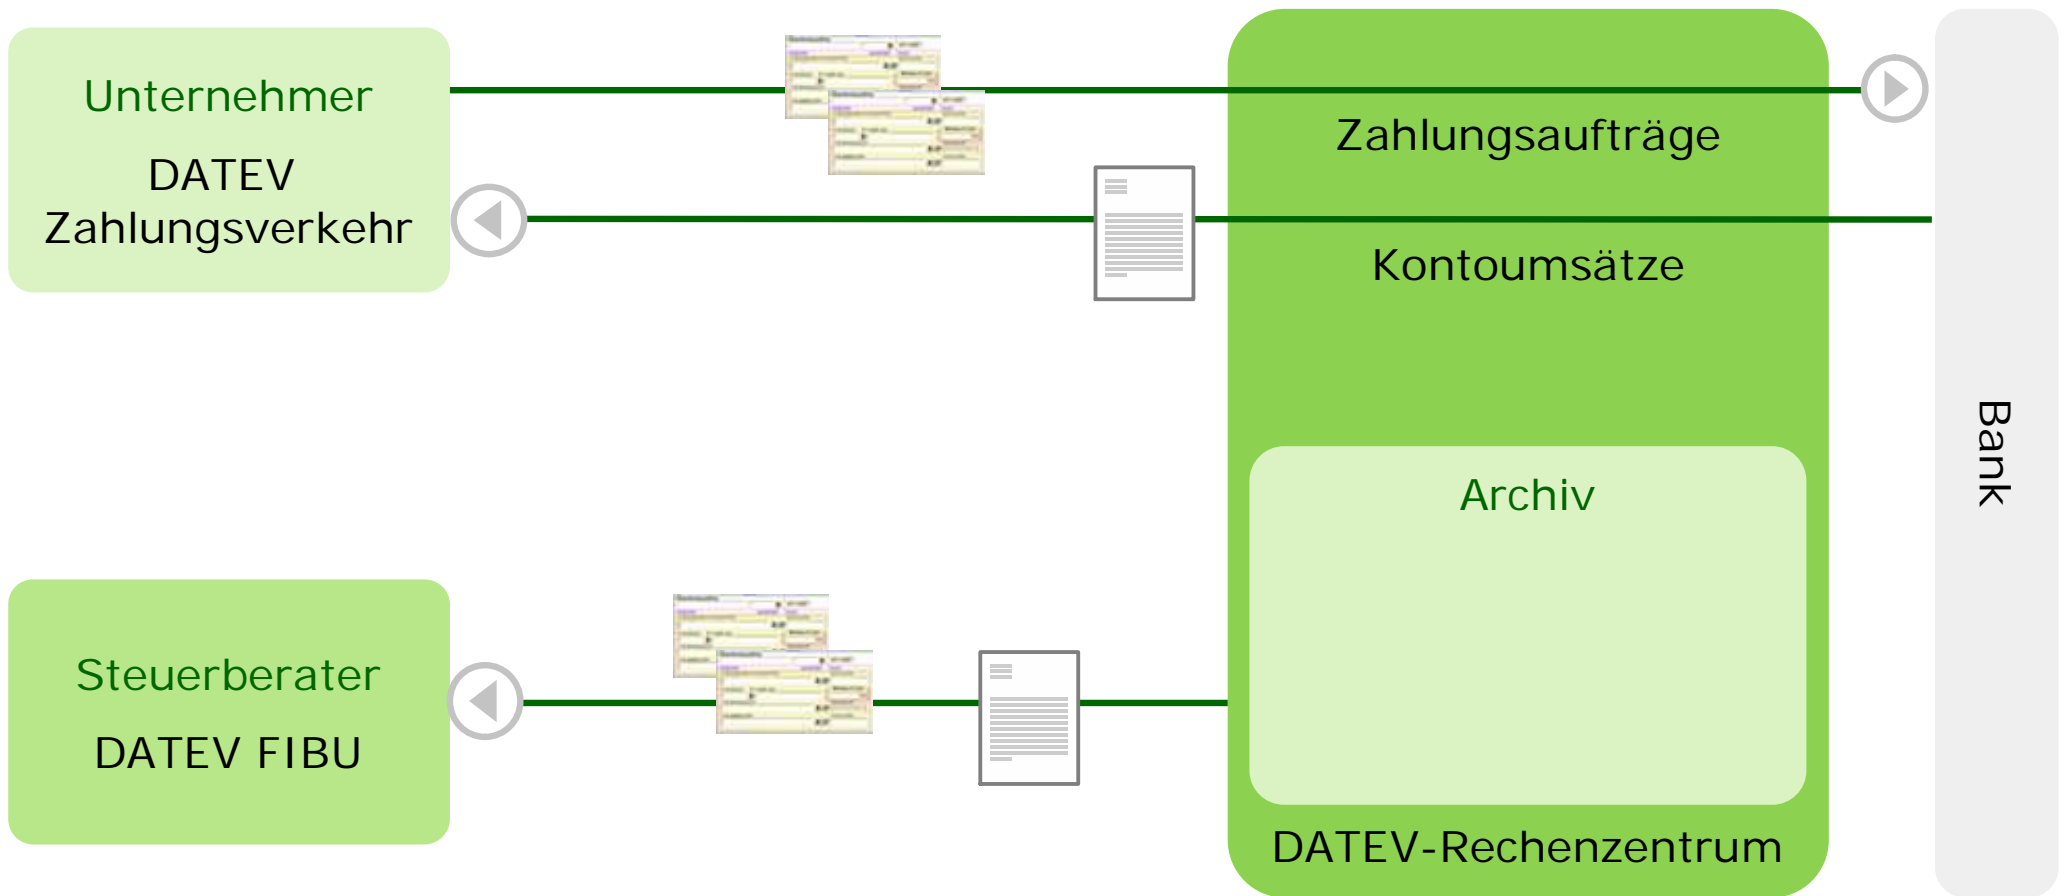 Unternehmer
DATEV
Zahlungsverkehr
Zahlungsaufträge
Kontoumsätze
Bank
Archiv
Steuerberater
DATEV FIBU
DATEV-Rechenzentrum